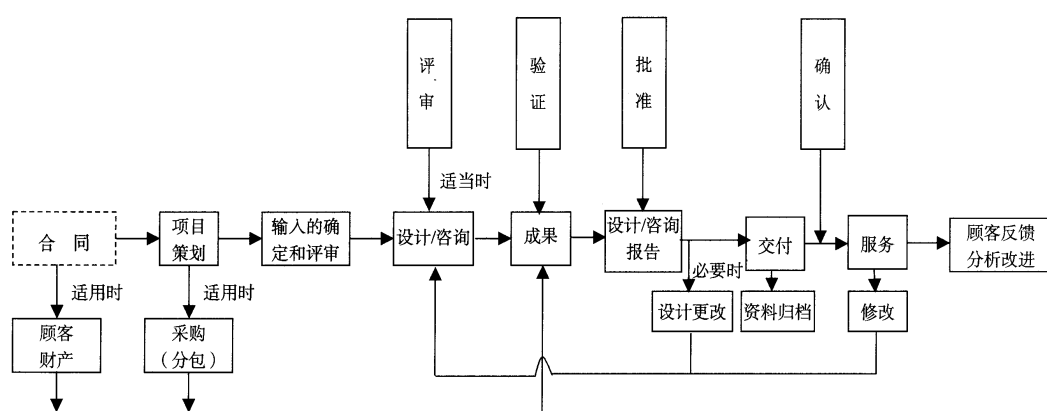 评
审
验
证
批
准
确
认
适当时
合 同
项目
策划
输入的确
定和评审
设计/咨询
成果
设计/咨询
报告
交付
服务
顾客反馈
分析改进
适用时
适用时
必要时
顾客
财产
采购
（分包）
设计更改
资料归档
修改